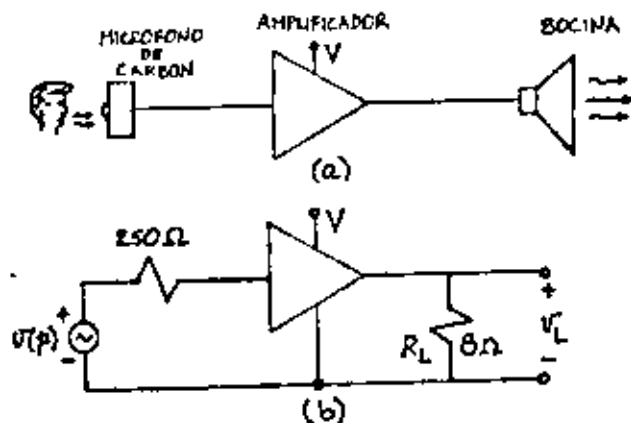 MICROFONO
DE
CARBON
AMPLIFICADOR
V
BOCINA
(a)
250Ω
V
v(p)
+
-
R_L 8Ω
+
v_L
-
(b)